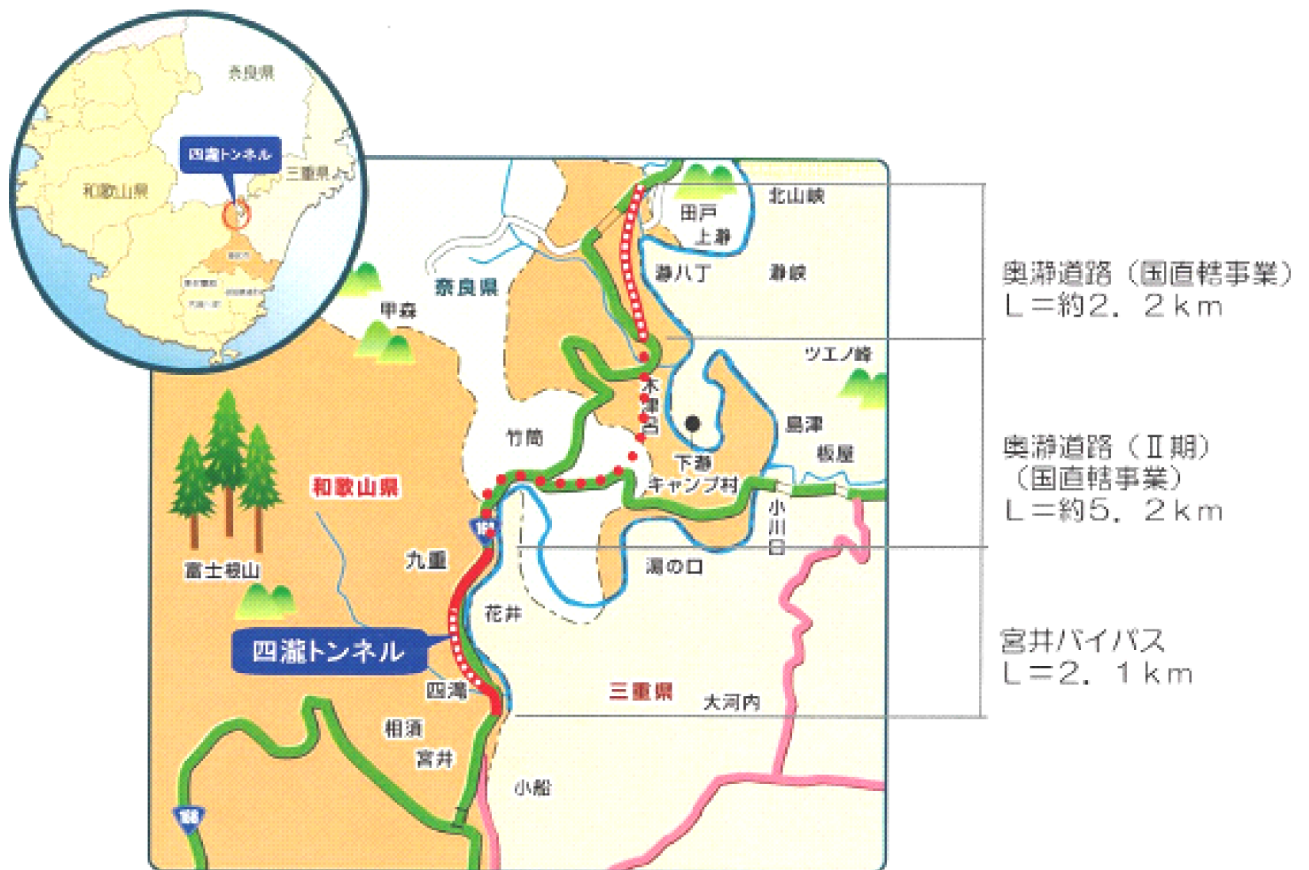 奈良県
四瀧トンネル
三重県
和歌山県
北山峡
田戸
上瀞
瀞八丁
瀞峡
奈良県
甲森
ツエノ峰
木津呂
島津
竹筒
下瀞
キャンプ村
板屋
小川口
和歌山県
富士根山
九重
湯の口
花井
四瀧トンネル
四滝
三重県
大河内
相須
宮井
小船
168
奥瀞道路（国直轄事業）
L＝約2．2km
奥瀞道路（Ⅱ期）
（国直轄事業）
L＝約5．2km
宮井バイパス
L＝2．1km